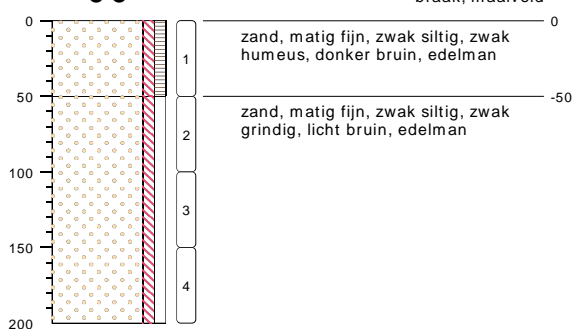 braak, maaiveld
0
0
zand, matig fijn, zwak siltig, zwak
humeus, donker bruin, edelman
1
50
-50
zand, matig fijn, zwak siltig, zwak
grindig, licht bruin, edelman
2
100
3
150
4
200